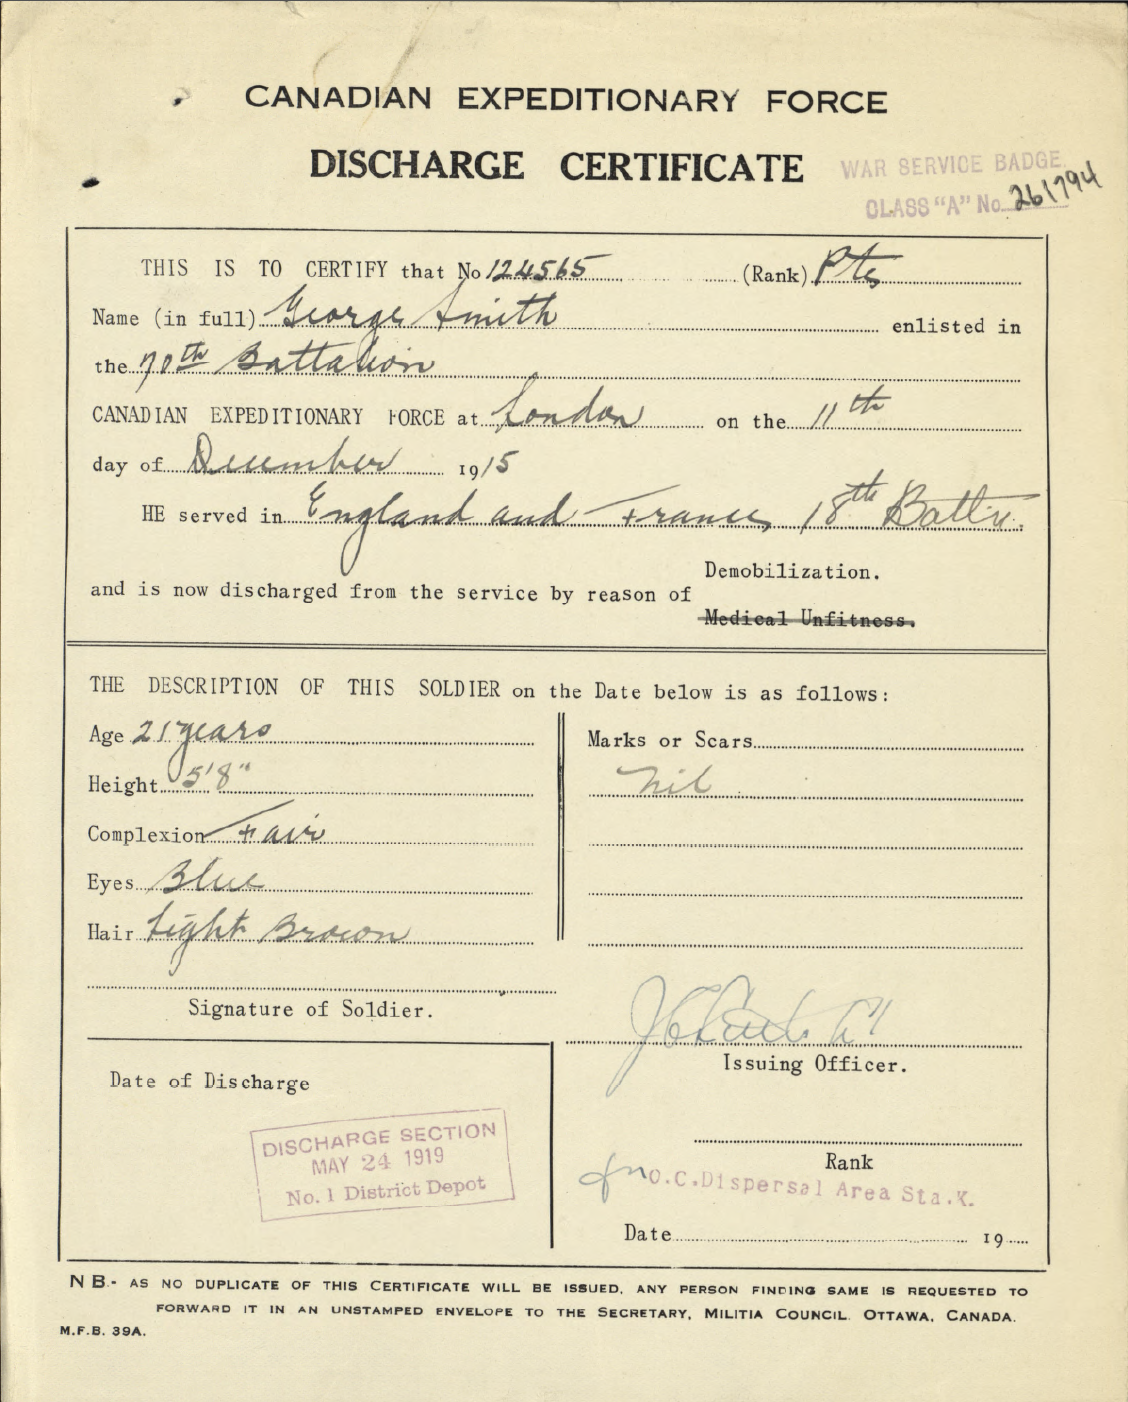 CANADIAN EXPEDITIONARY FORCE
DISCHARGE CERTIFICATE
WAR SERVICE BADGE
CLASS "A" No. 261794
THIS IS TO CERTIFY that No 124565 (Rank) Pte
Name (in full) George Smith enlisted in
the 70th Battalion
CANADIAN EXPEDITIONARY FORCE at London on the 11th
day of December 1915
HE served in England and France, 18th Battn.
Demobilization.
and is now discharged from the service by reason of
Medical Unfitness.
THE DESCRIPTION OF THIS SOLDIER on the Date below is as follows:
Age 21 years
Height 5'8"
Complexion Fair
Eyes Blue
Hair Light Brown
Marks or Scars
Nil
Signature of Soldier.
Issuing Officer.
Date of Discharge
DISCHARGE SECTION
MAY 24 1919
No. 1 District Depot
Rank
for O.C. Dispersal Area Sta. K.
Date 19
N B.- AS NO DUPLICATE OF THIS CERTIFICATE WILL BE ISSUED, ANY PERSON FINDING SAME IS REQUESTED TO
FORWARD IT IN AN UNSTAMPED ENVELOPE TO THE SECRETARY, MILITIA COUNCIL. OTTAWA, CANADA.
M.F.B. 39A.